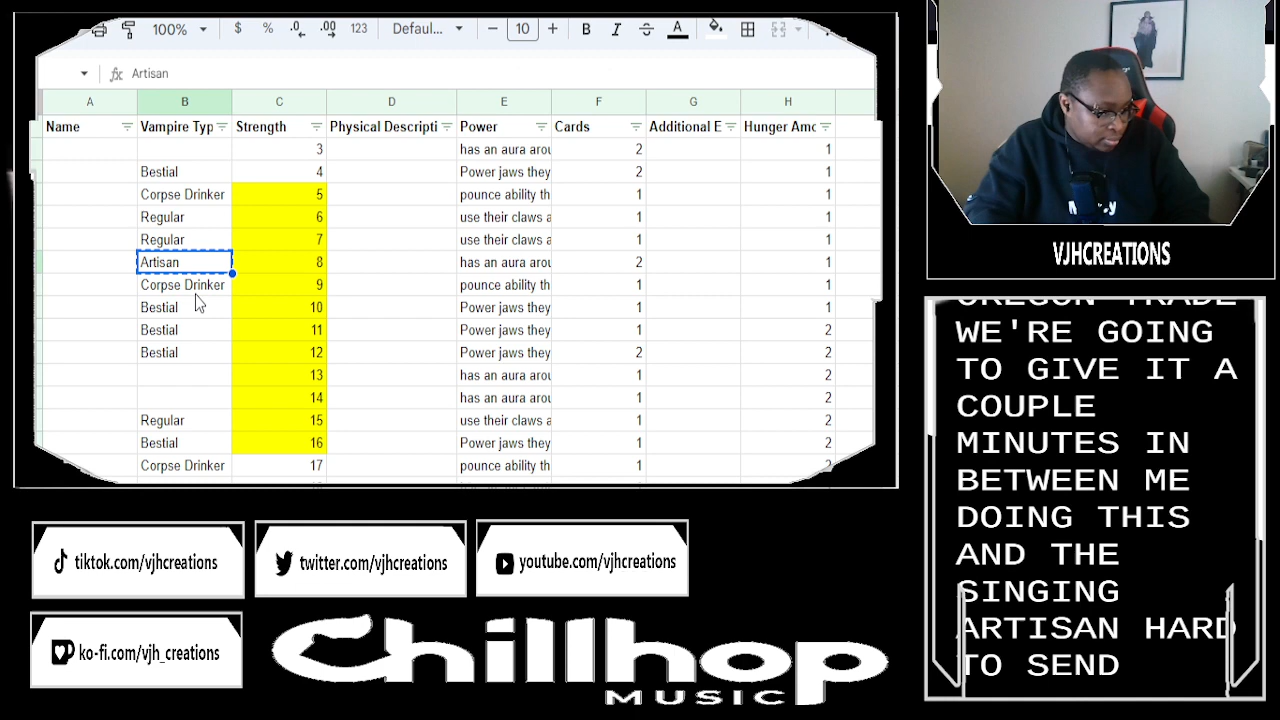 100% $ % .0 .00 123 Defaul... − 10 + B I A
fx Artisan
A B C D E F G H
Name Vampire Typ Strength Physical Descripti Power Cards Additional E Hunger Amo
3 has an aura arou 2 1
Bestial 4 Power jaws they 2 1
Corpse Drinker 5 pounce ability th 1 1
Regular 6 use their claws a 1 1
Regular 7 use their claws a 1 1
Artisan 8 has an aura arou 2 1
Corpse Drinker 9 pounce ability th 1 1
Bestial 10 Power jaws they 1 1
Bestial 11 Power jaws they 1 2
Bestial 12 Power jaws they 2 2
13 has an aura arou 1 2
14 has an aura arou 1 2
Regular 15 use their claws a 1 2
Bestial 16 Power jaws they 1 2
Corpse Drinker 17 pounce ability th 1 2
VJHCREATIONS
OREGON TRADE
WE'RE GOING
TO GIVE IT A
COUPLE
MINUTES IN
BETWEEN ME
DOING THIS
AND THE
SINGING
ARTISAN HARD
TO SEND
tiktok.com/vjhcreations
twitter.com/vjhcreations
youtube.com/vjhcreations
ko-fi.com/vjh_creations
Chillhop
MUSIC